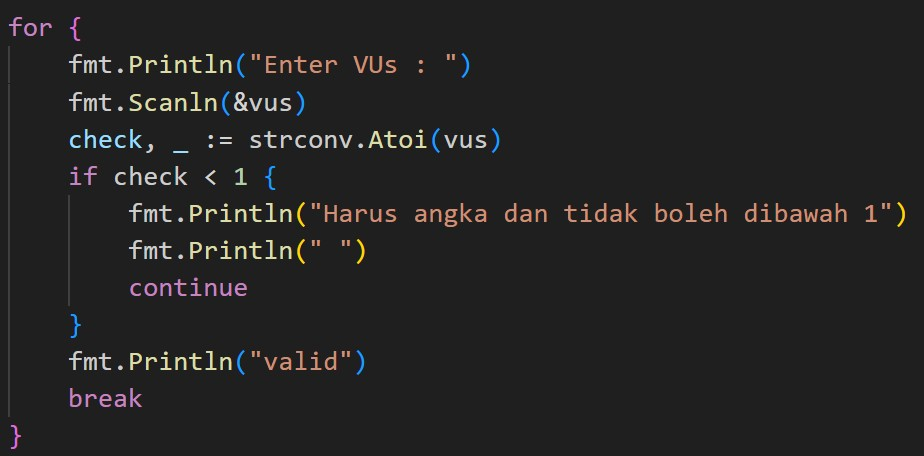 for {
    fmt.Println("Enter VUs : ")
    fmt.Scanln(&vus)
    check, _ := strconv.Atoi(vus)
    if check < 1 {
        fmt.Println("Harus angka dan tidak boleh dibawah 1")
        fmt.Println(" ")
        continue
    }
    fmt.Println("valid")
    break
}